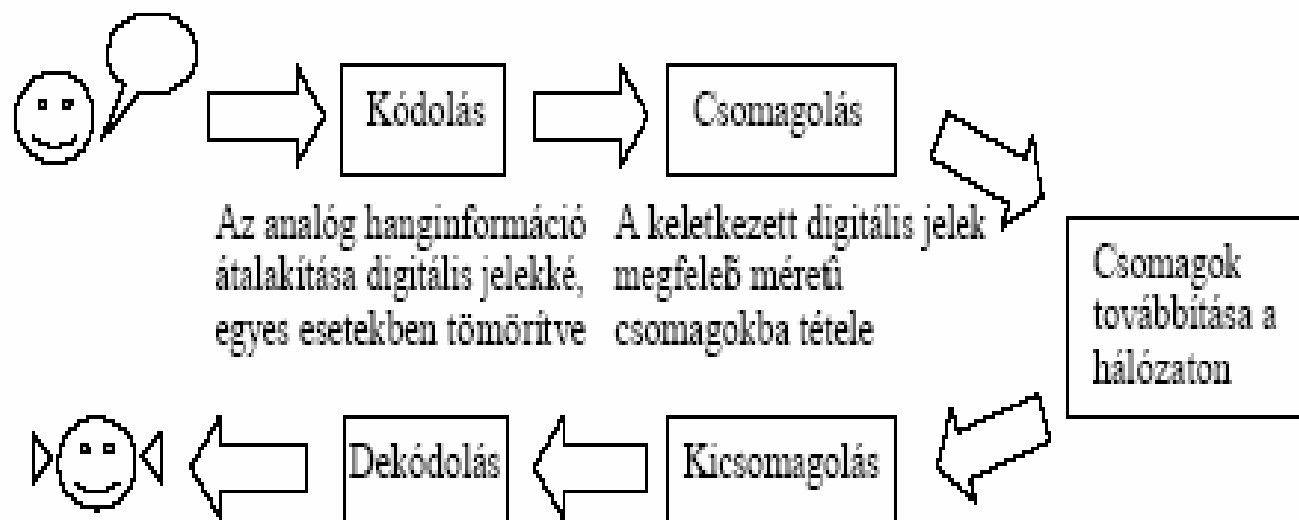 Kódolás
Csomagolás
Az analóg hanginformáció
átalakítása digitális jelekké,
egyes esetekben tömörítve
A keletkezett digitális jelek
megfelelő méretű
csomagokba tétele
Csomagok
továbbítása a
hálózaton
Kicsomagolás
Dekódolás